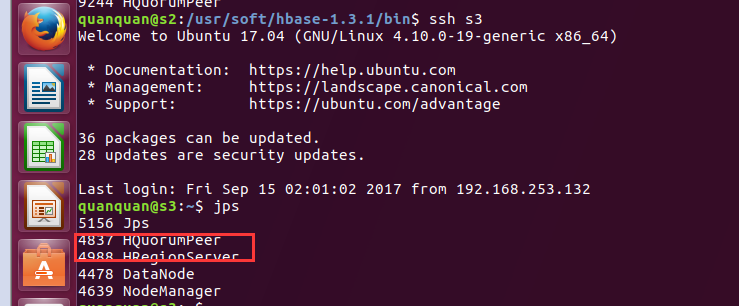 9244 HQuorumPeer
quanquan@s2:/usr/soft/hbase-1.3.1/bin$ ssh s3
Welcome to Ubuntu 17.04 (GNU/Linux 4.10.0-19-generic x86_64)
* Documentation: https://help.ubuntu.com
* Management: https://landscape.canonical.com
* Support: https://ubuntu.com/advantage
36 packages can be updated.
28 updates are security updates.
Last login: Fri Sep 15 02:01:02 2017 from 192.168.253.132
quanquan@s3:~$ jps
5156 Jps
4837 HQuorumPeer
4988 HRegionServer
4478 DataNode
4639 NodeManager